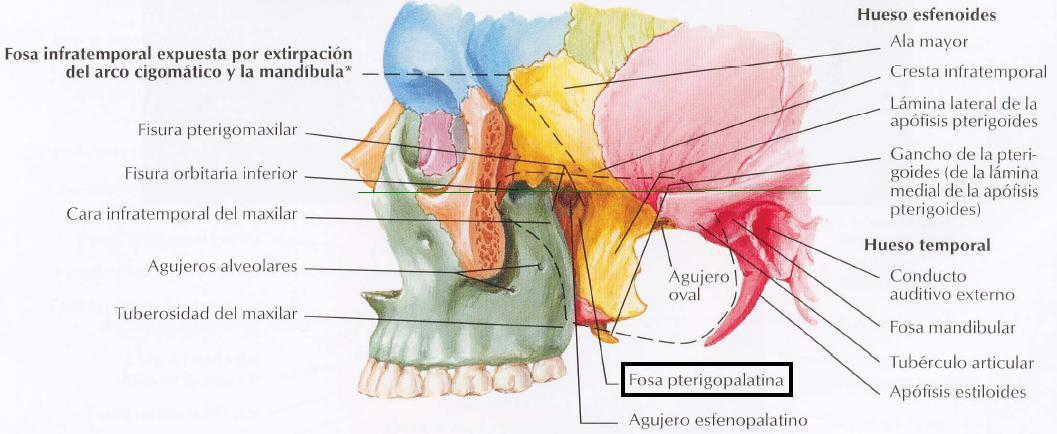 Fosa infratemporal expuesta por extirpación
del arco cigomático y la mandíbula*
Fisura pterigomaxilar
Fisura orbitaria inferior
Cara infratemporal del maxilar
Agujeros alveolares
Tuberosidad del maxilar
Hueso esfenoides
Ala mayor
Cresta infratemporal
Lámina lateral de la
apófisis pterigoides
Gancho de la pteri-
goides (de la lámina
medial de la apófisis
pterigoides)
Hueso temporal
Conducto
auditivo externo
Fosa mandibular
Tubérculo articular
Apófisis estiloides
Agujero
oval
Fosa pterigopalatina
Agujero esfenopalatino